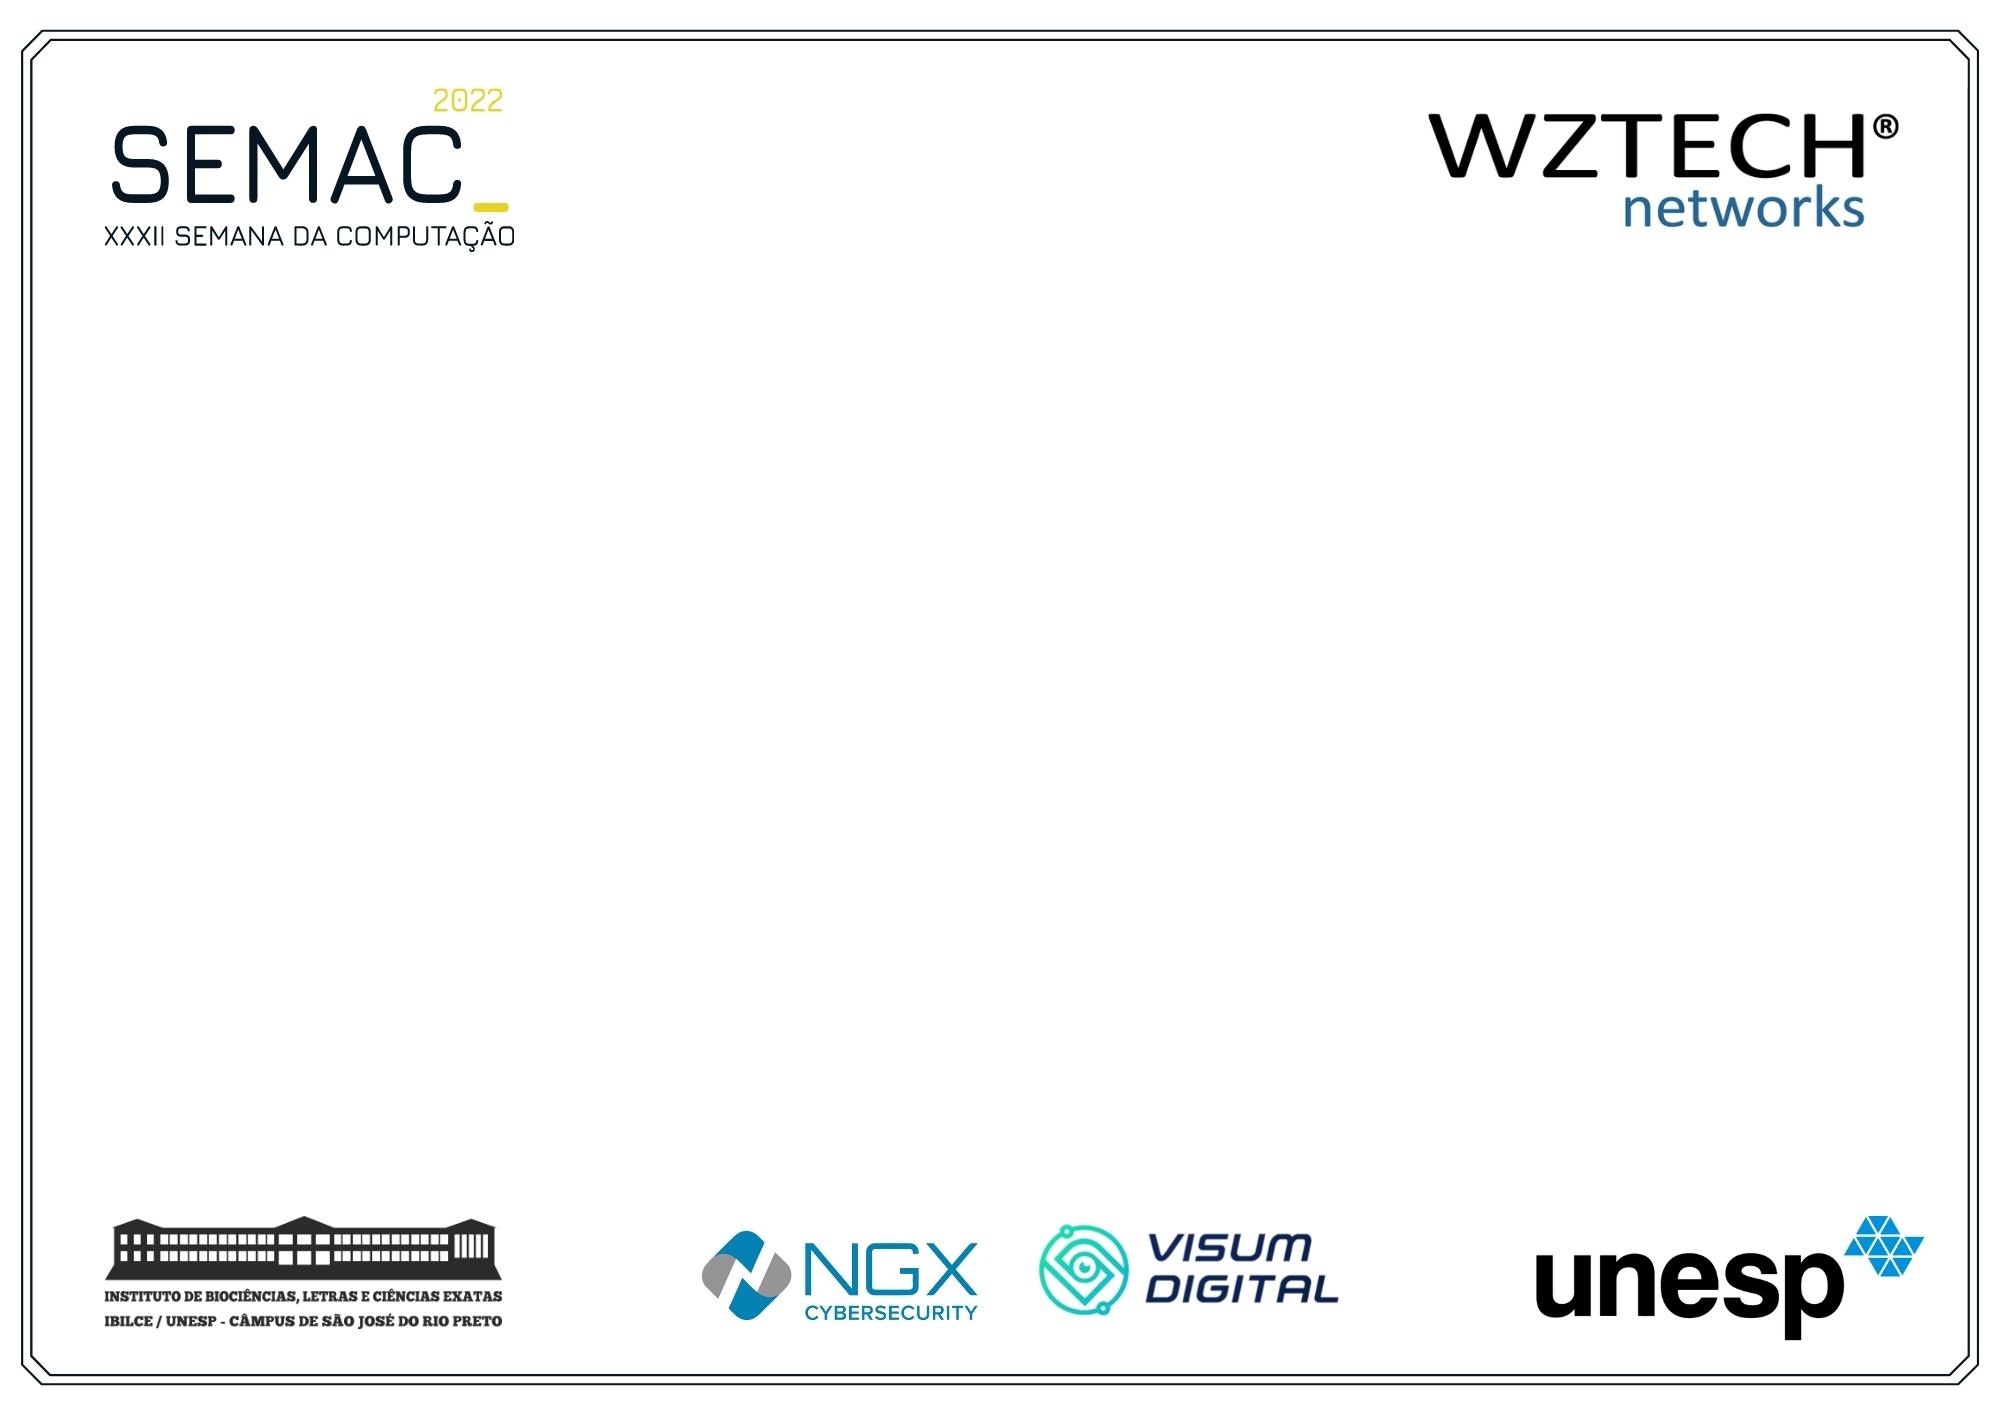 2022
SEMAC_
XXXII SEMANA DA COMPUTAÇÃO
WZTECH®
networks
INSTITUTO DE BIOCIÊNCIAS, LETRAS E CIÊNCIAS EXATAS
IBILCE / UNESP - CÂMPUS DE SÃO JOSÉ DO RIO PRETO
NGX
CYBERSECURITY
VISUM
DIGITAL
unesp